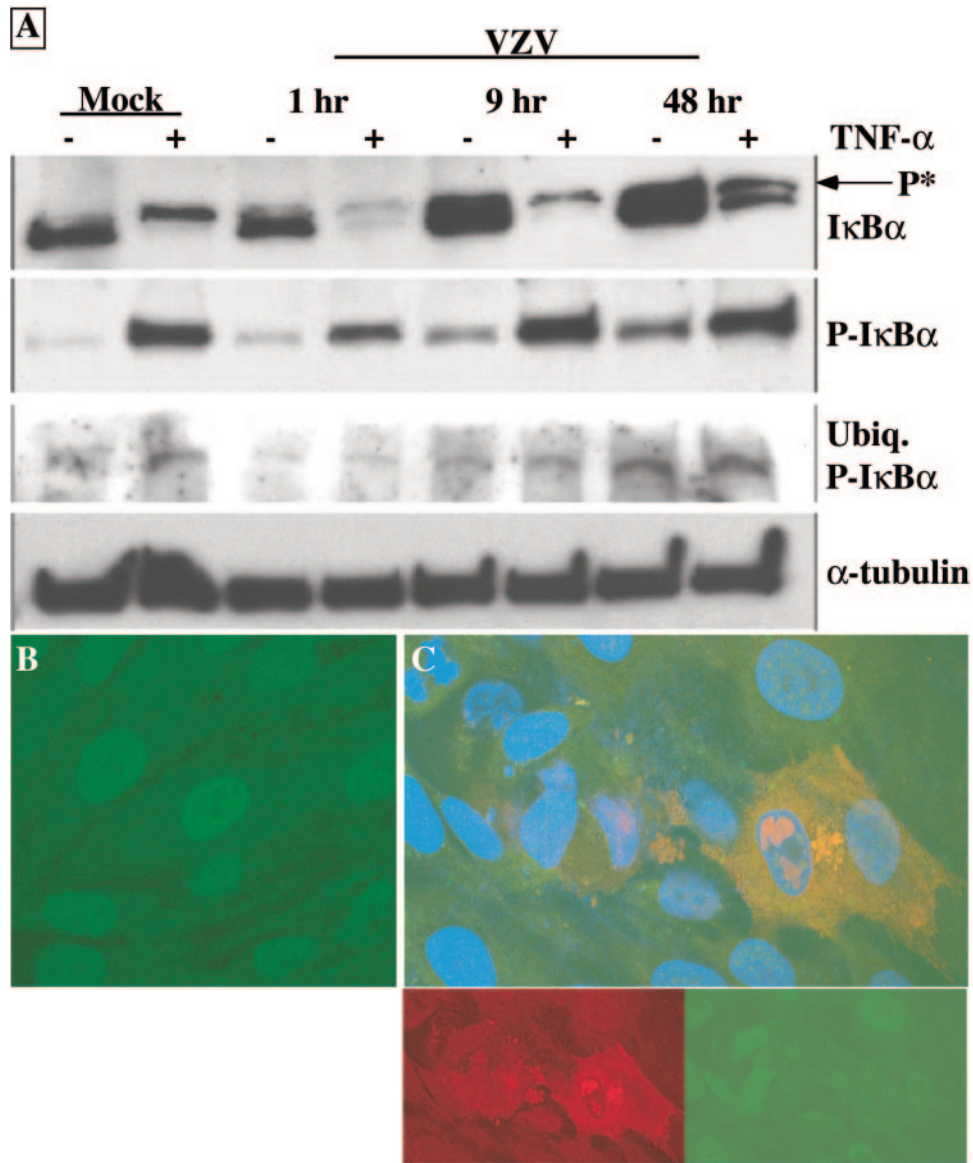 A
VZV
Mock 1 hr 9 hr 48 hr
- + - + - + - + TNF-α
P*
IκBα
P-IκBα
Ubiq.
P-IκBα
α-tubulin
B C